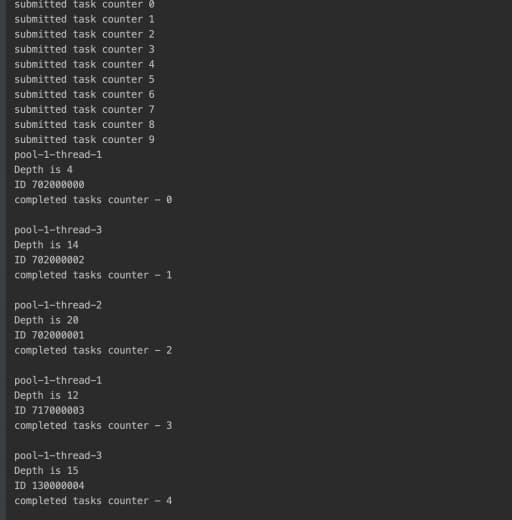 submitted task counter 0
submitted task counter 1
submitted task counter 2
submitted task counter 3
submitted task counter 4
submitted task counter 5
submitted task counter 6
submitted task counter 7
submitted task counter 8
submitted task counter 9
pool-1-thread-1
Depth is 4
ID 702000000
completed tasks counter - 0
pool-1-thread-3
Depth is 14
ID 702000002
completed tasks counter - 1
pool-1-thread-2
Depth is 20
ID 702000001
completed tasks counter - 2
pool-1-thread-1
Depth is 12
ID 717000003
completed tasks counter - 3
pool-1-thread-3
Depth is 15
ID 130000004
completed tasks counter - 4